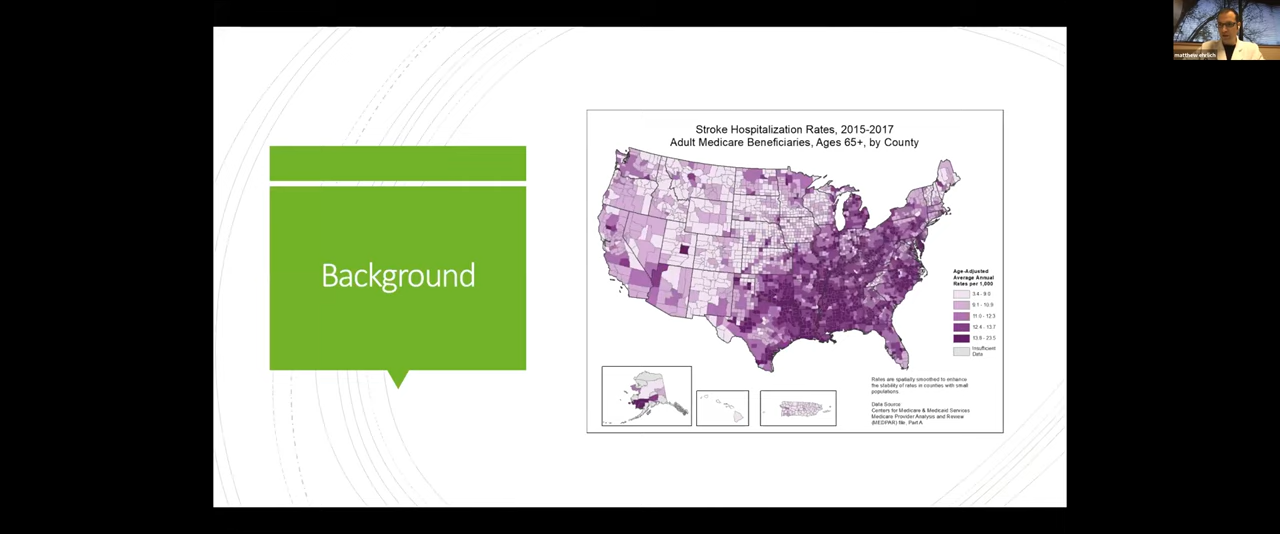 matthew ehrlich
Background
Stroke Hospitalization Rates, 2015-2017
Adult Medicare Beneficiaries, Ages 65+, by County
Age-Adjusted
Average Annual
Rates per 1,000
3.4 - 9.0
9.1 - 10.9
11.0 - 12.3
12.4 - 13.7
13.8 - 23.5
Insufficient
Data
Rates are spatially smoothed to enhance
the stability of rates in counties with small
populations.
Data Source:
Centers for Medicare & Medicaid Services
Medicare Provider Analysis and Review
(MEDPAR) file, Part A